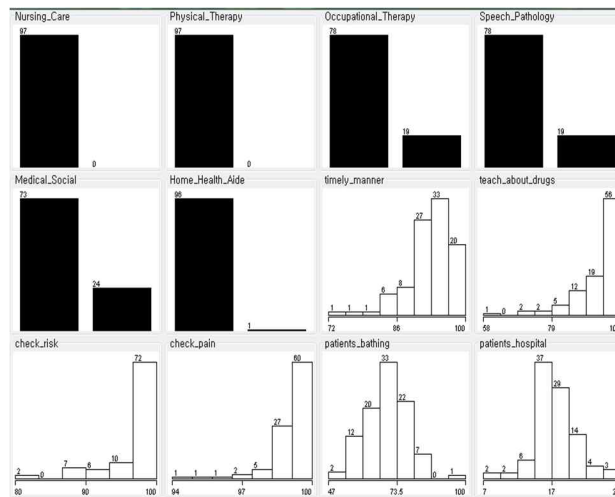 Nursing_Care
97
0
Physical_Therapy
97
0
Occupational_Therapy
78
19
Speech_Pathology
78
19
Medical_Social
73
24
Home_Health_Aide
96
1
timely_manner
1 1 1 6 8 27 33 20
72 86 100
teach_about_drugs
1 0 2 2 5 12 19 56
58 79
check_risk
2 0 7 6 10 72
80 90 100
check_pain
1 1 1 2 5 27 60
94 97 100
patients_bathing
2 12 20 33 22 7 0 1
47 73.5 100
patients_hospital
2 2 6 37 29 14 4 3
7 17